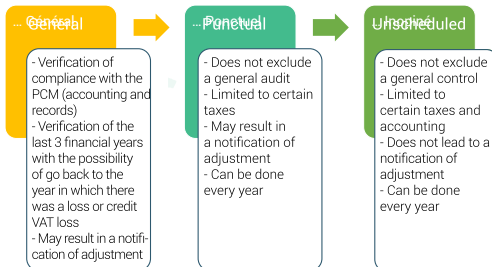 ... Général
General
- Verification of
compliance with the
PCM (accounting and
records)
- Verification of the
last 3 financial years
with the possibility
of go back to the
year in which there
was a loss or credit
VAT loss
- May result in a notifi-
cation of adjustment
... Ponctuel
Punctual
- Does not exclude
a general audit
- Limited to certain
taxes
- May result in
a notification of
adjustment
- Can be done
every year
... Inopiné
Unscheduled
- Does not exclude
a general control
- Limited to
certain taxes and
accounting
- Does not lead to a
notification of
adjustment
- Can be done
every year